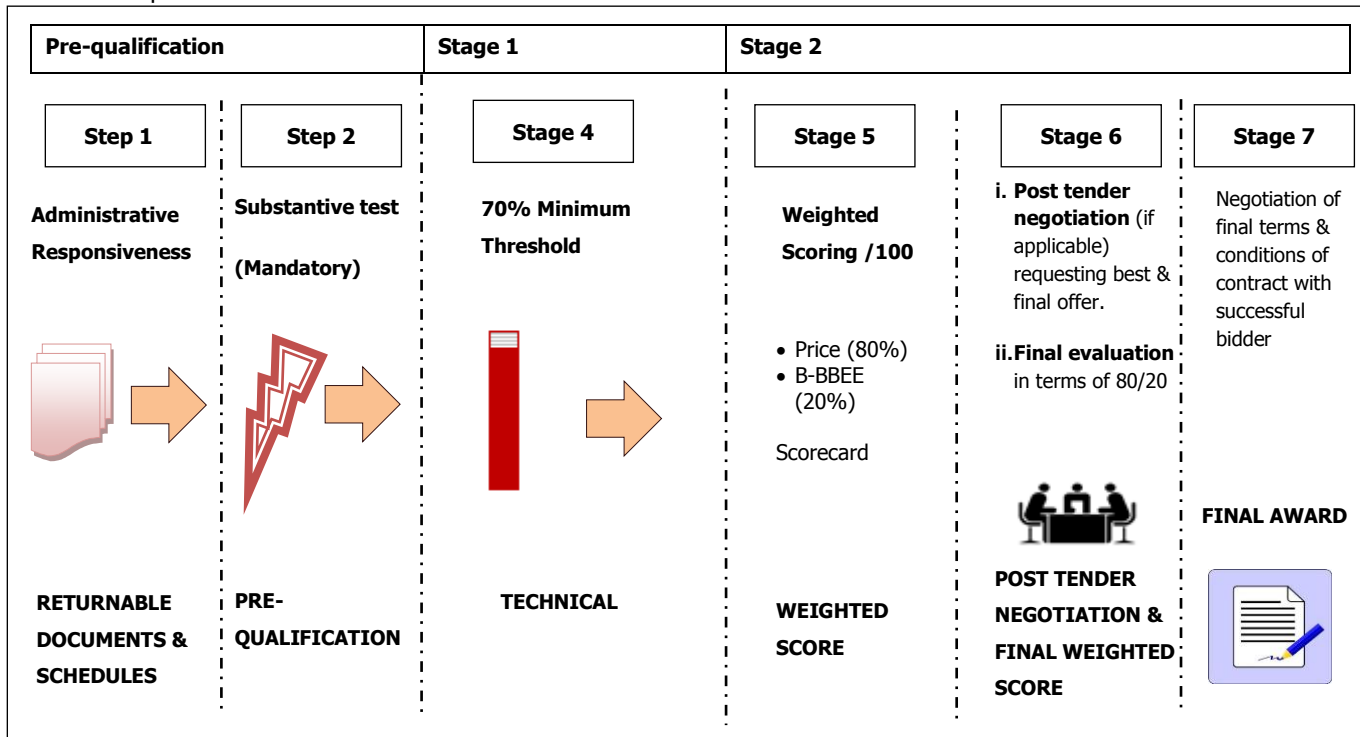 Pre-qualification
Stage 1
Stage 2
Step 1
Administrative
Responsiveness
RETURNABLE
DOCUMENTS &
SCHEDULES
Step 2
Substantive test
(Mandatory)
PRE-
QUALIFICATION
Stage 4
70% Minimum
Threshold
TECHNICAL
Stage 5
Weighted
Scoring /100
• Price (80%)
• B-BBEE
(20%)
Scorecard
WEIGHTED
SCORE
Stage 6
i. Post tender
negotiation (if
applicable)
requesting best &
final offer.
ii.Final evaluation
in terms of 80/20
POST TENDER
NEGOTIATION &
FINAL WEIGHTED
SCORE
Stage 7
Negotiation of
final terms &
conditions of
contract with
successful
bidder
FINAL AWARD